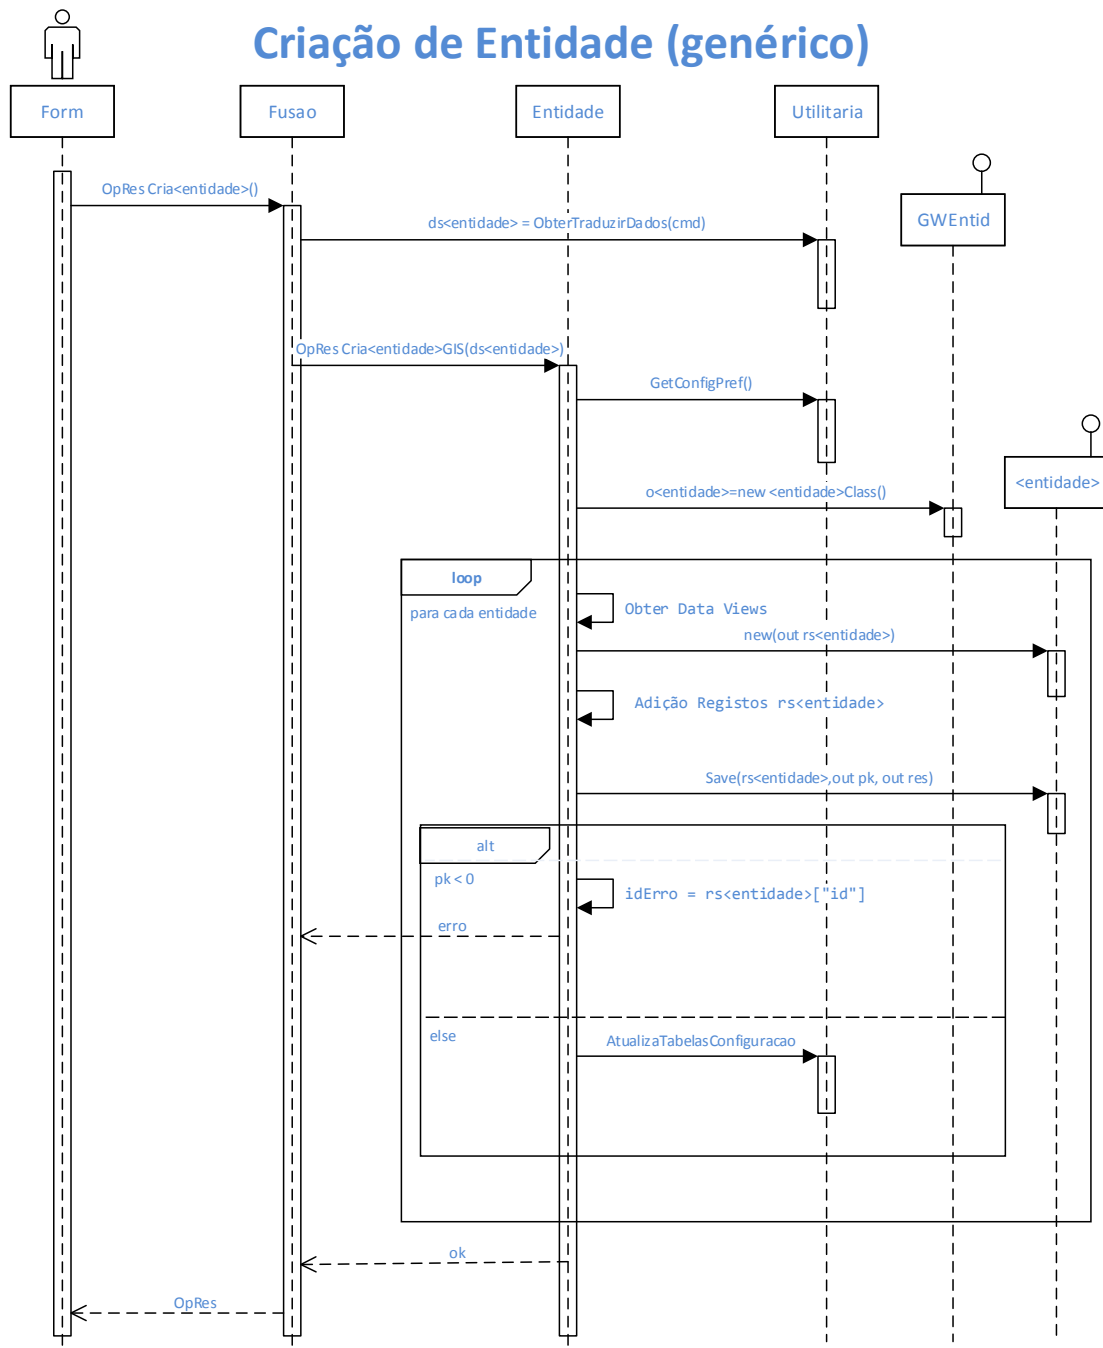 Criação de Entidade (genérico)
Form
Fusao
Entidade
Utilitaria
GWEntid
OpRes Cria<entidade>()
ds<entidade> = ObterTraduzirDados(cmd)
OpRes Cria<entidade>GIS(ds<entidade>)
GetConfigPref()
<entidade>
o<entidade>=new <entidade>Class()
loop
para cada entidade
Obter Data Views
new(out rs<entidade>)
Adição Registos rs<entidade>
Save(rs<entidade>,out pk, out res)
alt
pk < 0
idErro = rs<entidade>["id"]
erro
else
AtualizaTabelasConfiguracao
ok
OpRes